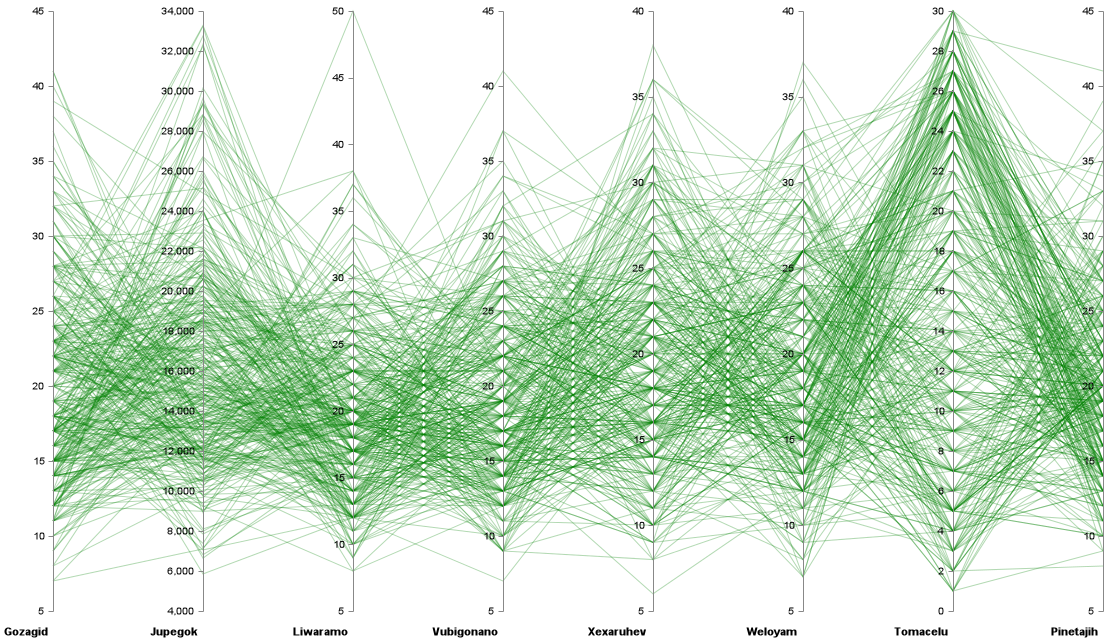 45 34,000 50 45 40 40 30 45
32,000 28
40 45 40 35 35 26 40
30,000
28,000 40 24
35 35 30 30 22 35
26,000
24,000 35 20
30 30 18 30
22,000 30 25 25 16
25 20,000 25 14 25
18,000 25 20 20 12
20 16,000 20 20
14,000 20 10
15 12,000 15 15 15 8 15
10,000 15 6
10 8,000 10 10 10 10 4 10
6,000 2
5 4,000 5 5 5 5 0 5
Gozagid Jupegok Liwaramo Vubigonano Xexaruhev Weloyam Tomacelu Pinetajih